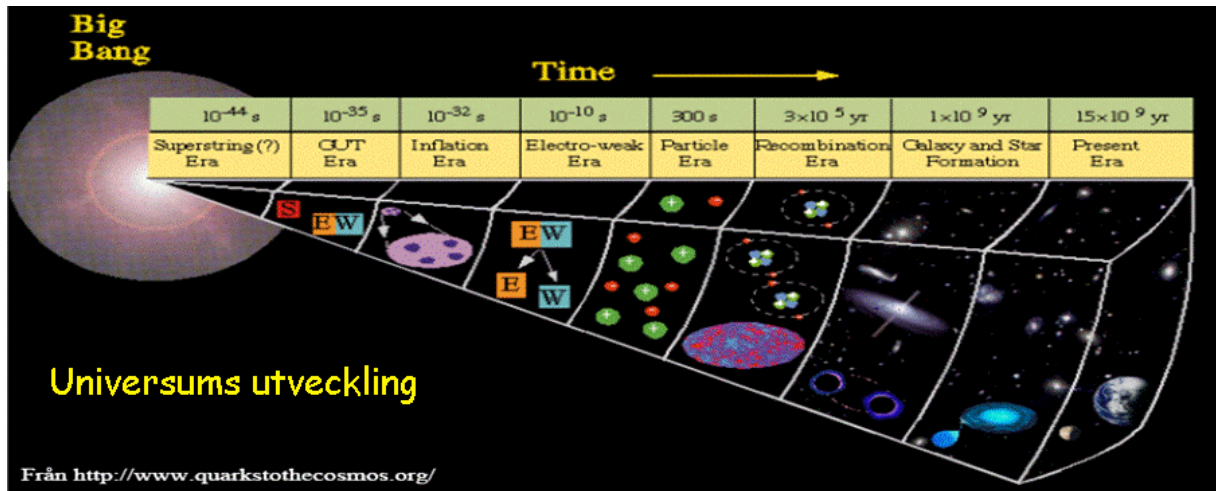 Big
Bang
Time
10⁻⁴⁴ s 10⁻³⁵ s 10⁻³² s 10⁻¹⁰ s 300 s 3×10⁵ yr 1×10⁹ yr 15×10⁹ yr
Superstring (?) GUT Inflation Electro-weak Particle Recombination Galaxy and Star Present
Era Era Era Era Era Era Formation Era
S
E W
E W
E
W
+
+
+
+
+
Universums utveckling
Från http://www.quarkstothecosmos.org/